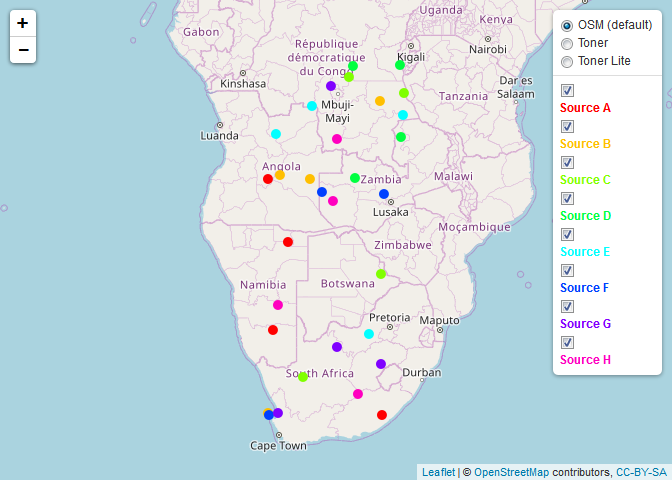 +
−
OSM (default)
Toner
Toner Lite
Source A
Source B
Source C
Source D
Source E
Source F
Source G
Source H
Gabon
Uganda
Kenya
République
démocratique
du Congo
Kigali
Nairobi
Kinshasa
Mbuji-
Mayi
Tanzania
Dar es
Salaam
Luanda
Angola
Zambia
Malawi
Lusaka
Moçambique
Zimbabwe
Namibia
Botswana
Pretoria
Maputo
South Africa
Durban
Cape Town
Leaflet | © OpenStreetMap contributors, CC-BY-SA